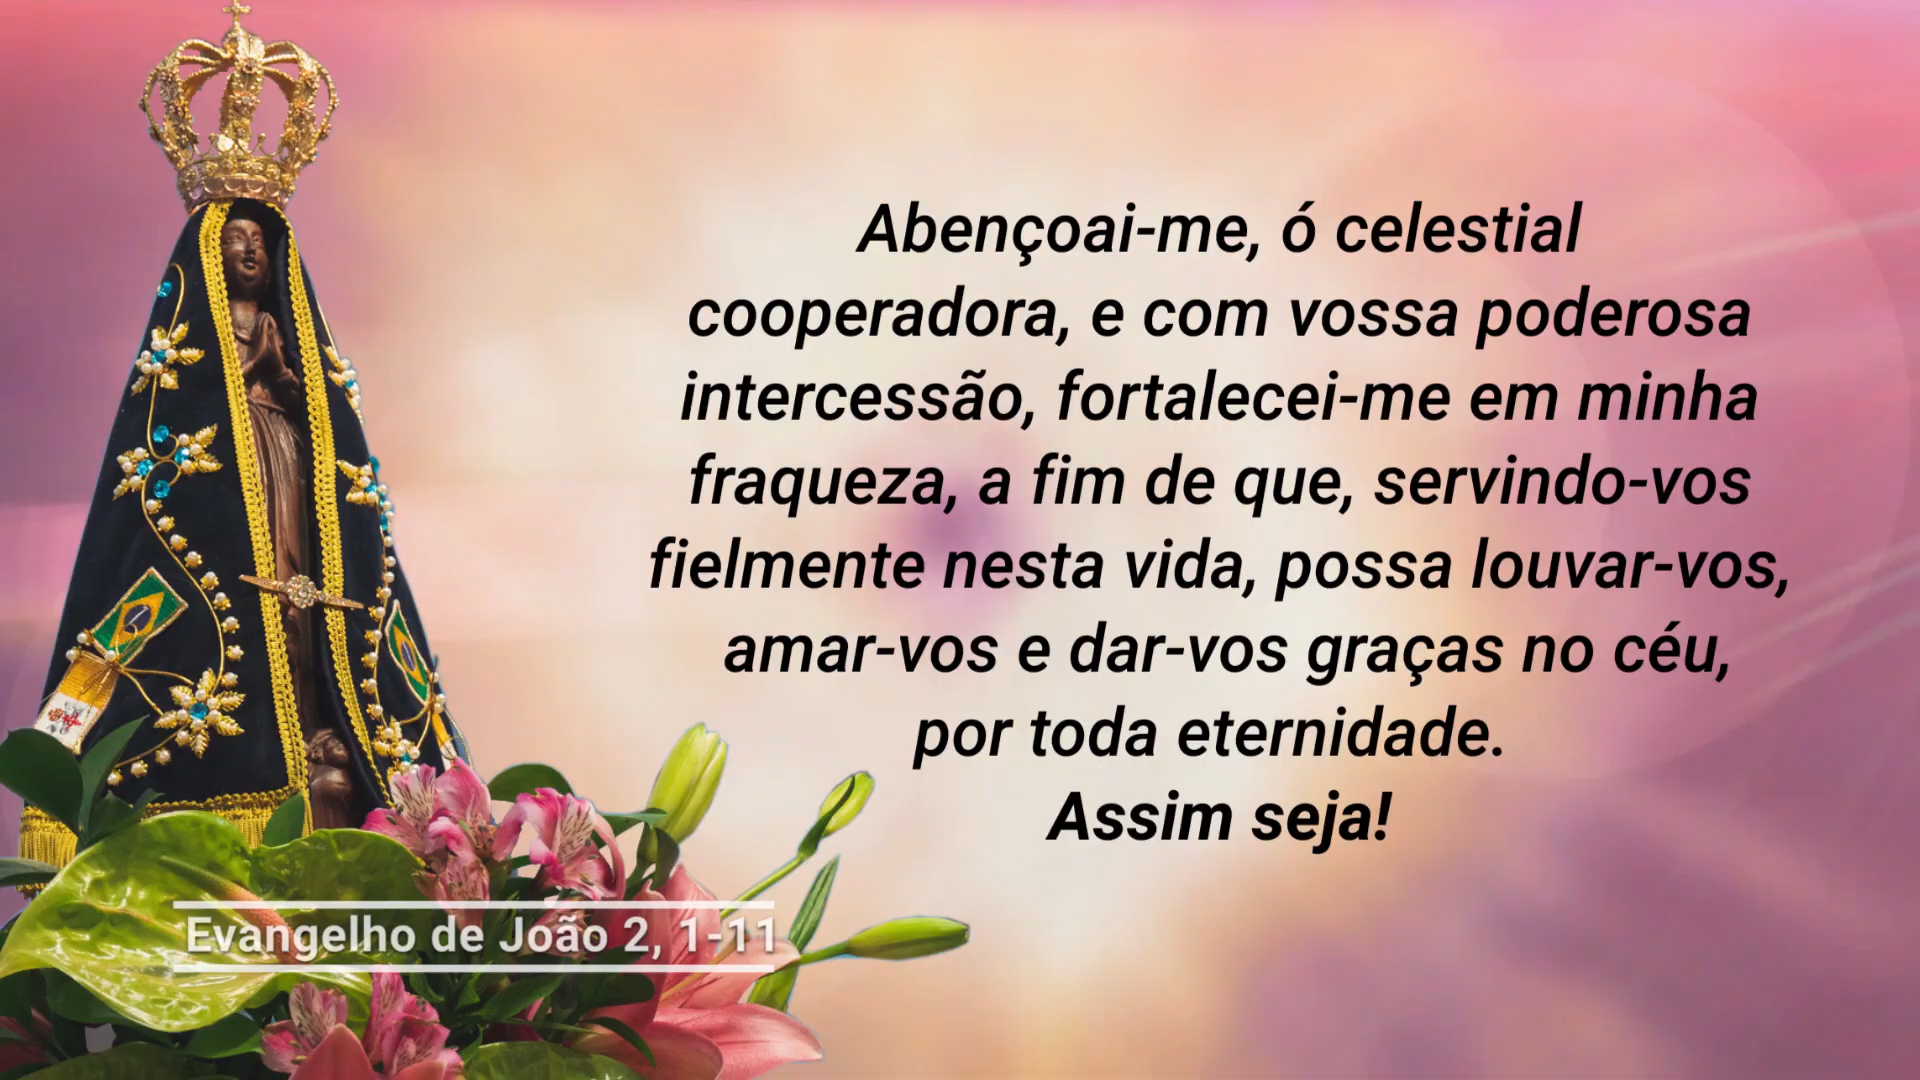 Abençoai-me, ó celestial
cooperadora, e com vossa poderosa
intercessão, fortalecei-me em minha
fraqueza, a fim de que, servindo-vos
fielmente nesta vida, possa louvar-vos,
amar-vos e dar-vos graças no céu,
por toda eternidade.
Assim seja!
Evangelho de João 2, 1-11